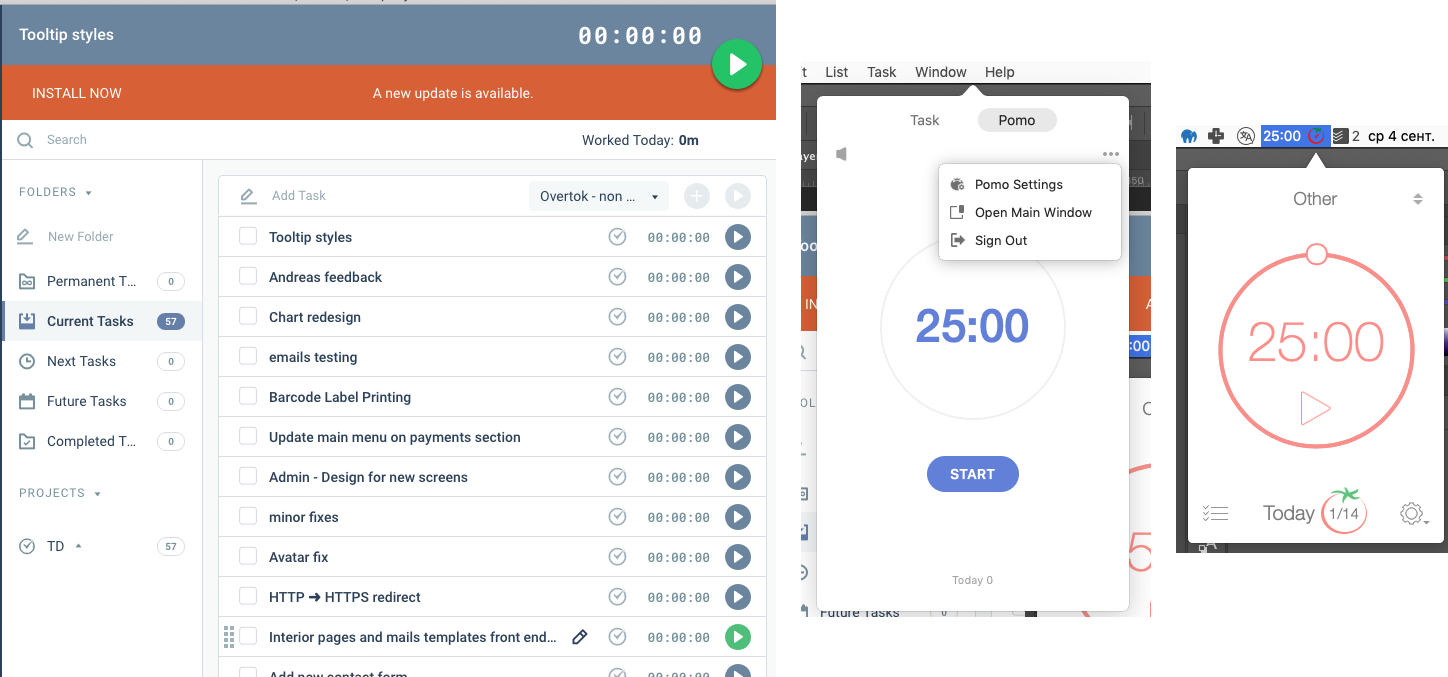 Tooltip styles
00:00:00
INSTALL NOW
A new update is available.
Search
Worked Today: 0m
FOLDERS
New Folder
Permanent T... 0
Current Tasks 57
Next Tasks 0
Future Tasks 0
Completed T... 0
PROJECTS
TD 57
Add Task
Overtok - non ...
Tooltip styles 00:00:00
Andreas feedback 00:00:00
Chart redesign 00:00:00
emails testing 00:00:00
Barcode Label Printing 00:00:00
Update main menu on payments section 00:00:00
Admin - Design for new screens 00:00:00
minor fixes 00:00:00
Avatar fix 00:00:00
HTTP ➜ HTTPS redirect 00:00:00
Interior pages and mails templates front end... 00:00:00
Add new contact form
t List Task Window Help
Task Pomo
Pomo Settings
Open Main Window
Sign Out
25:00
START
Today 0
Future Tasks
25:00 2 ср 4 сент.
Other
25:00
Today 1/14